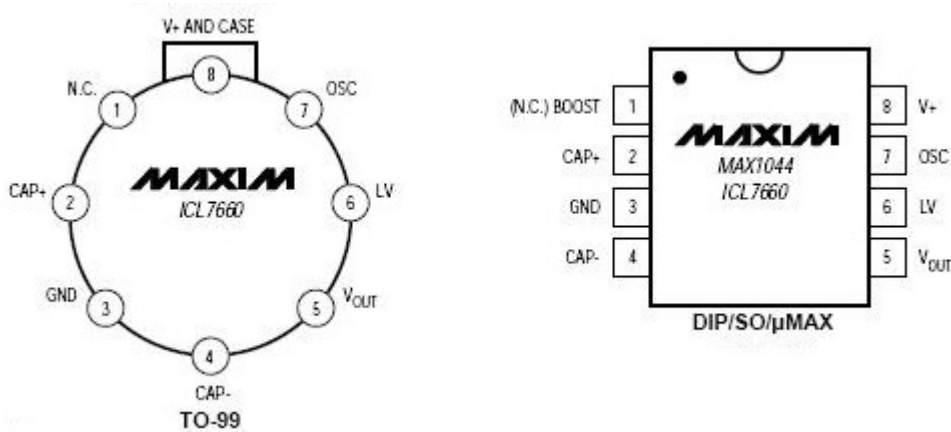 V+ AND CASE
8
N.C.
1
OSC
7
MAXIM
ICL7660
CAP+
2
LV
6
GND
3
VOUT
5
4
CAP-
TO-99
(N.C.) BOOST 1
CAP+ 2
GND 3
CAP- 4
MAXIM
MAX1044
ICL7660
8 V+
7 OSC
6 LV
5 VOUT
DIP/SO/µMAX